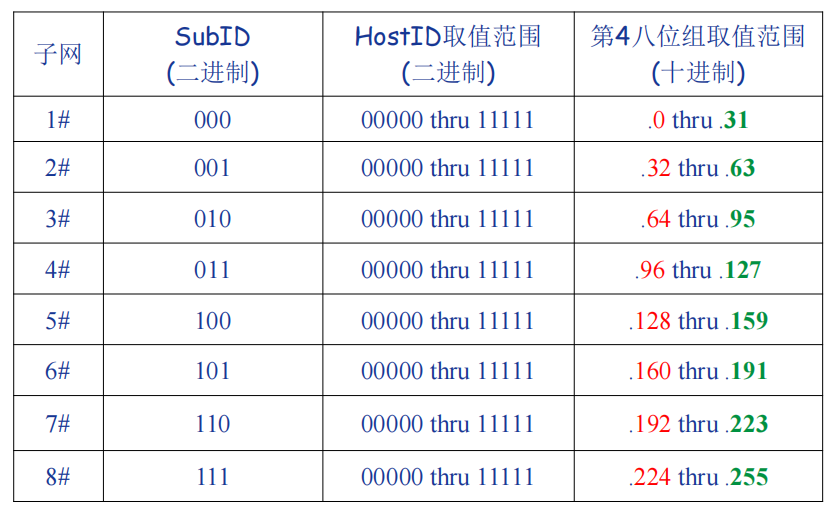 子网 SubID (二进制) HostID取值范围 (二进制) 第4八位组取值范围 (十进制)
1# 000 00000 thru 11111 .0 thru .31
2# 001 00000 thru 11111 .32 thru .63
3# 010 00000 thru 11111 .64 thru .95
4# 011 00000 thru 11111 .96 thru .127
5# 100 00000 thru 11111 .128 thru .159
6# 101 00000 thru 11111 .160 thru .191
7# 110 00000 thru 11111 .192 thru .223
8# 111 00000 thru 11111 .224 thru .255